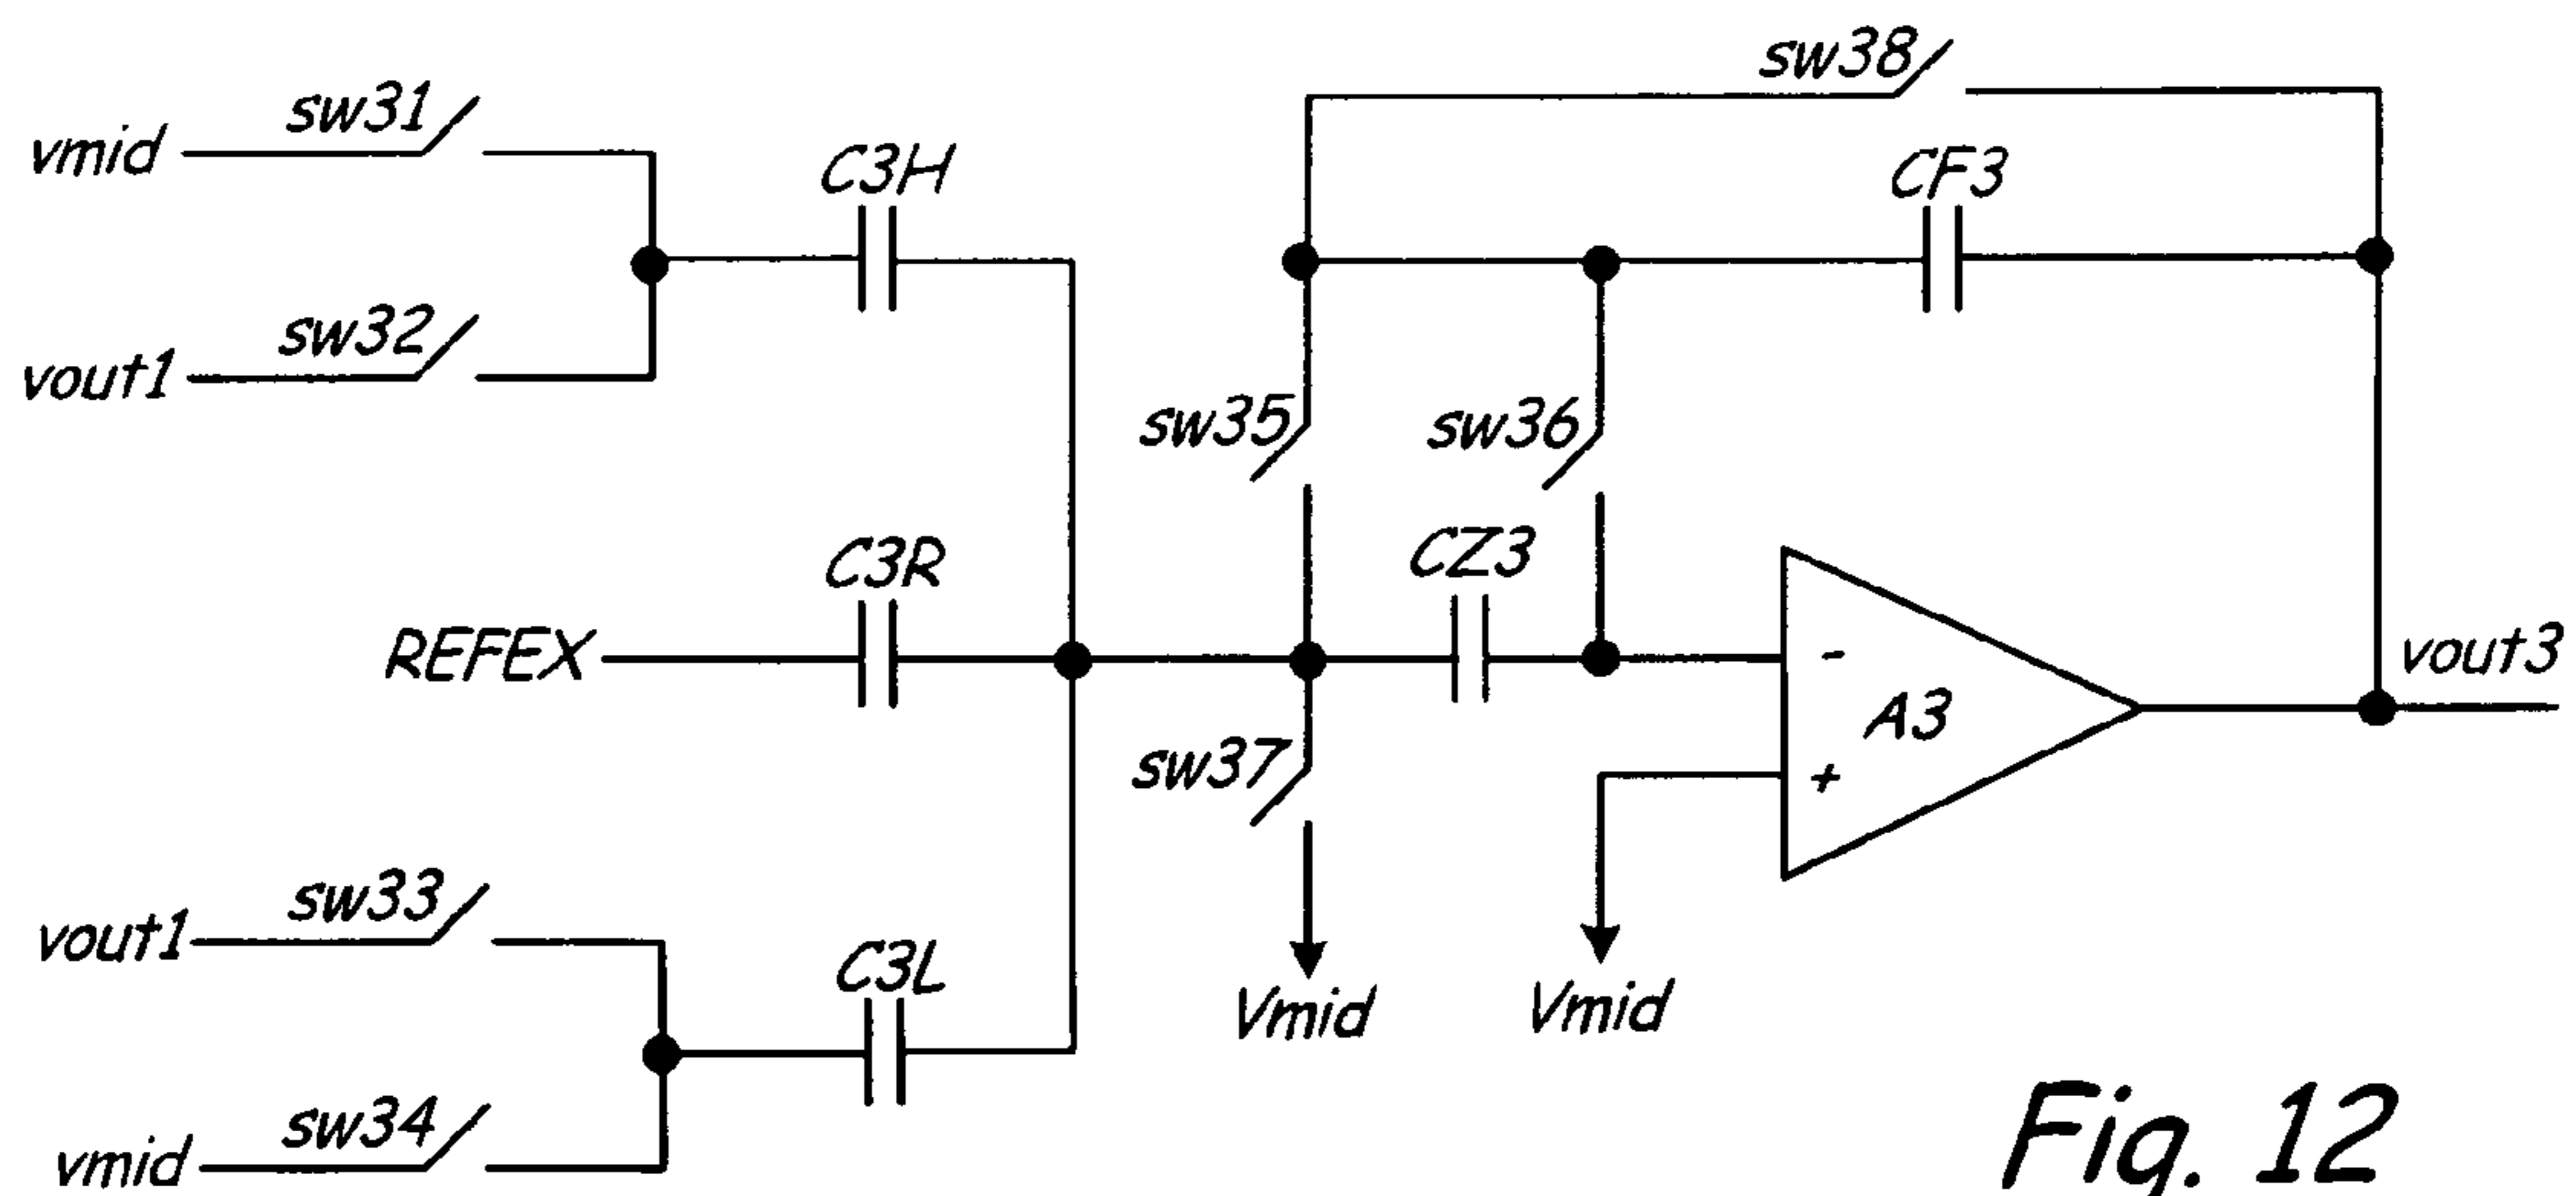 sw38
sw31
vmid
C3H
CF3
sw32
vout1
sw35
sw36
C3R
CZ3
REFEX
-
A3
+
vout3
sw37
sw33
vout1
C3L
Vmid
Vmid
sw34
vmid
Fig. 12